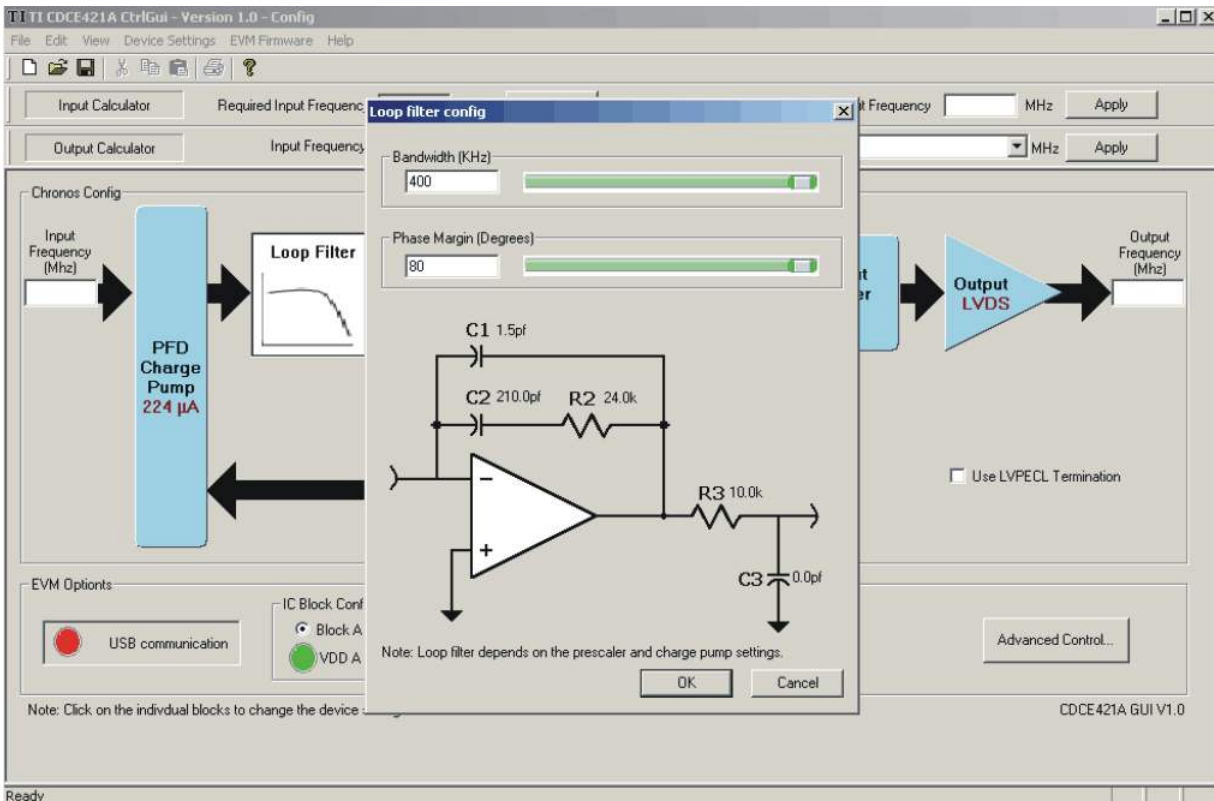 TI TI CDCE421A CtrlGui - Version 1.0 - Config
File Edit View Device Settings EVM Firmware Help
Input Calculator
Required Input Frequenc
it Frequency
MHz
Apply
Output Calculator
Input Frequency
MHz
Apply
Loop filter config
Bandwidth (KHz)
400
Phase Margin (Degrees)
80
C1 1.5pf
C2 210.0pf
R2 24.0k
R3 10.0k
C3 0.0pf
Note: Loop filter depends on the prescaler and charge pump settings.
OK
Cancel
Chronos Config
Input
Frequency
(Mhz)
PFD
Charge
Pump
224 µA
Loop Filter
Output
LVDS
Output
Frequency
(Mhz)
Use LVPECL Termination
EVM Optionts
USB communication
IC Block Conf
Block A
VDD A
Advanced Control...
Note: Click on the indivdual blocks to change the device
CDCE421A GUI V1.0
Ready